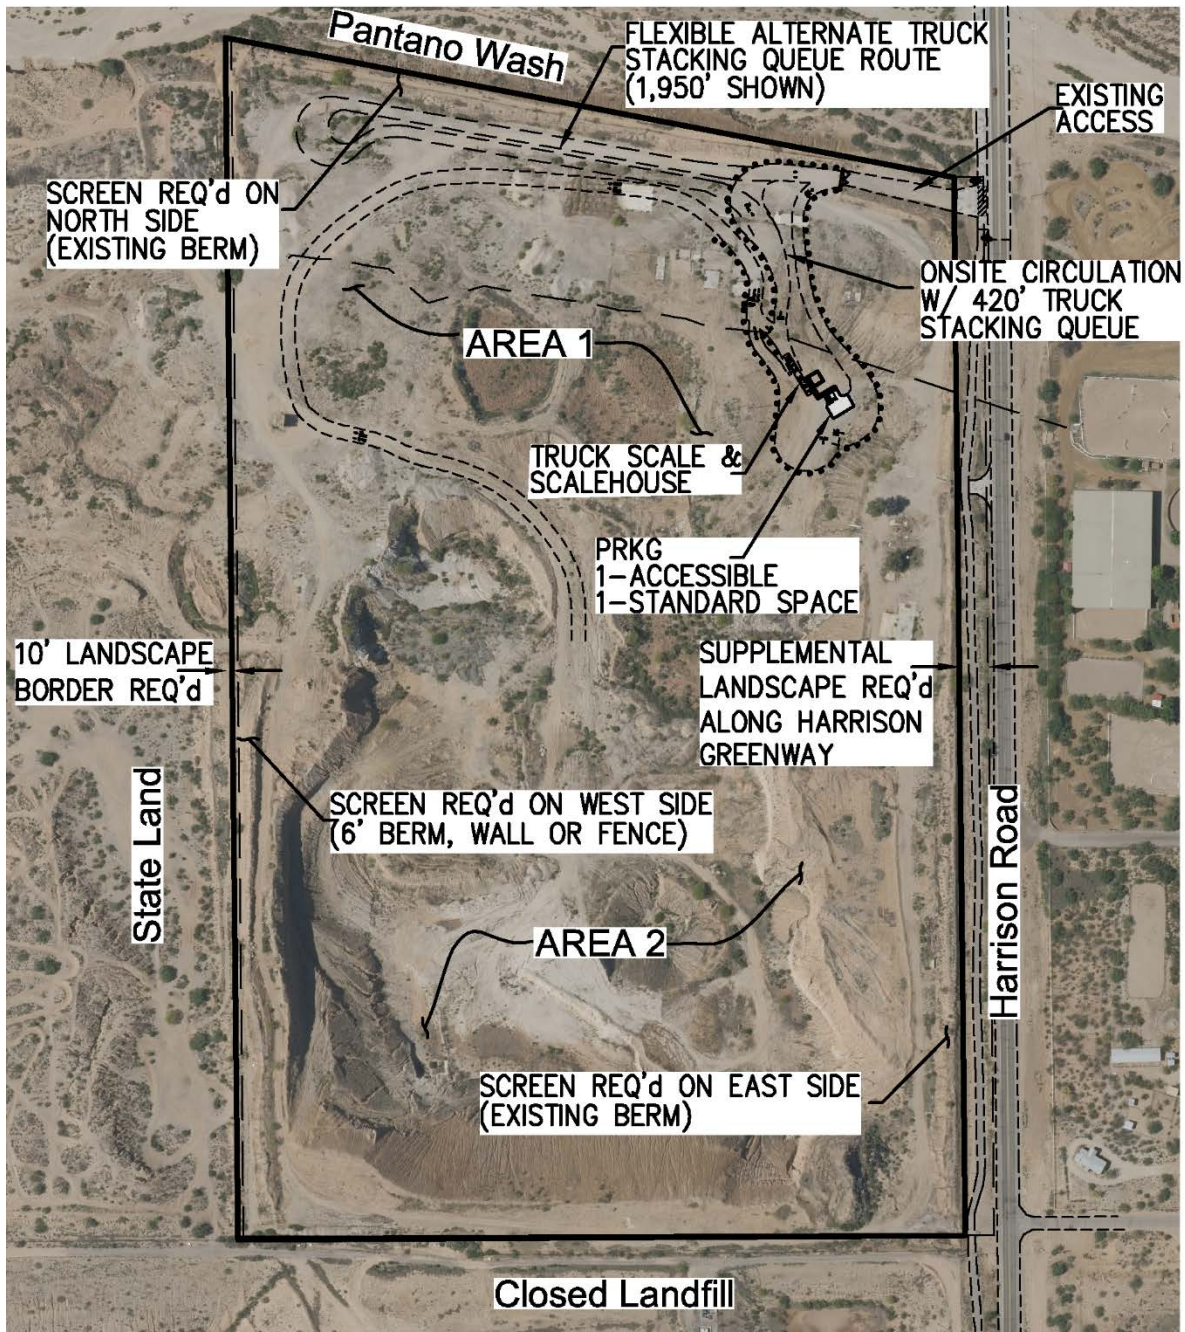 Pantano Wash
FLEXIBLE ALTERNATE TRUCK
STACKING QUEUE ROUTE
(1,950' SHOWN)
EXISTING
ACCESS
SCREEN REQ'd ON
NORTH SIDE
(EXISTING BERM)
ONSITE CIRCULATION
W/ 420' TRUCK
STACKING QUEUE
AREA 1
TRUCK SCALE &
SCALEHOUSE
PRKG
1-ACCESSIBLE
1-STANDARD SPACE
10' LANDSCAPE
BORDER REQ'd
SUPPLEMENTAL
LANDSCAPE REQ'd
ALONG HARRISON
GREENWAY
State Land
SCREEN REQ'd ON WEST SIDE
(6' BERM, WALL OR FENCE)
Harrison Road
AREA 2
SCREEN REQ'd ON EAST SIDE
(EXISTING BERM)
Closed Landfill